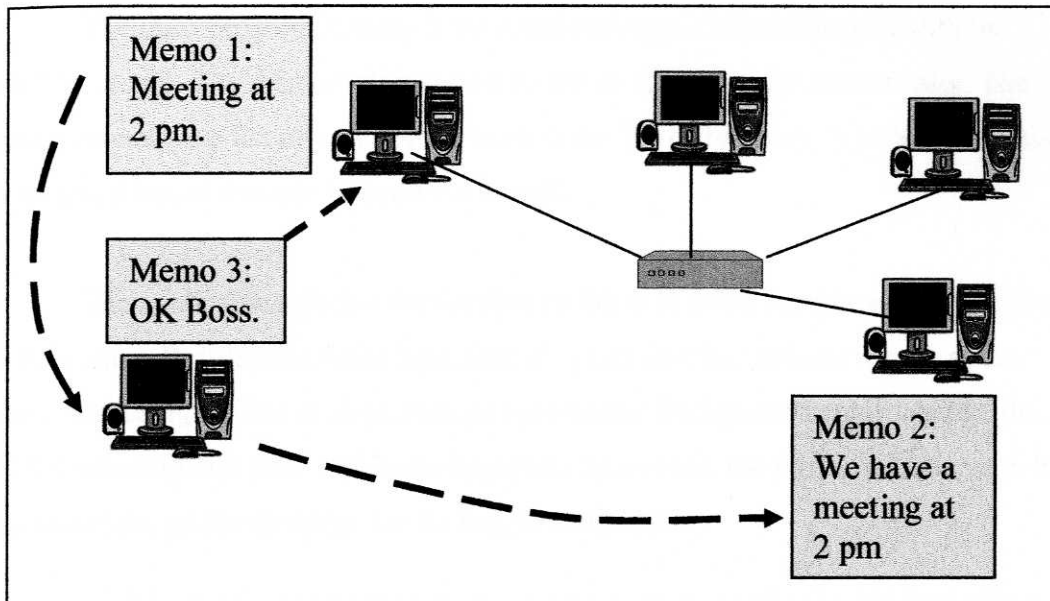 Memo 1:
Meeting at
2 pm.
Memo 3:
OK Boss.
Memo 2:
We have a
meeting at
2 pm